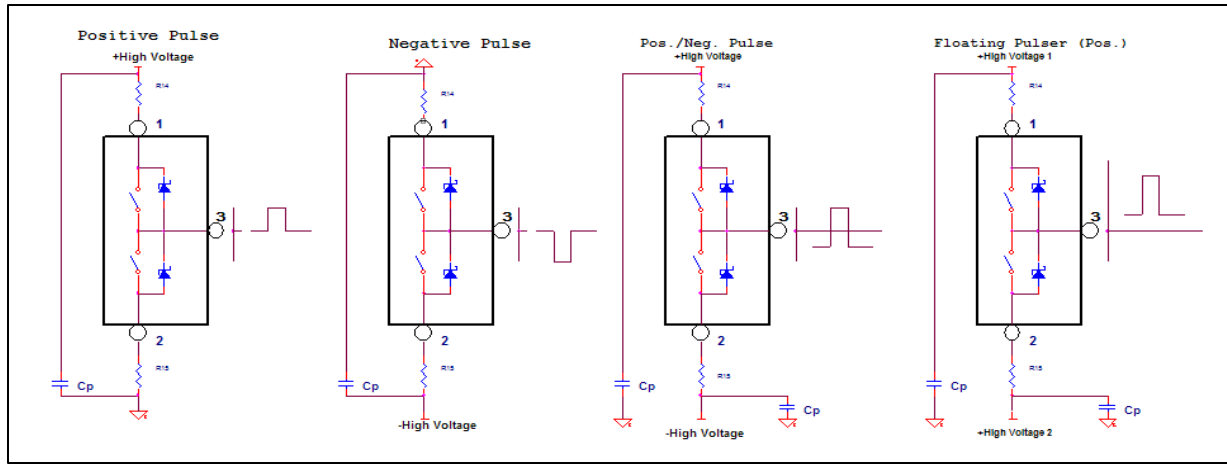 Positive Pulse
+High Voltage
R14
1
3
2
R15
Cp
E
Negative Pulse
R14
1
3
2
R15
Cp
-High Voltage
Pos./Neg. Pulse
+High Voltage
R14
1
3
2
R15
Cp
Cp
E
E
-High Voltage
Floating Pulser (Pos.)
+High Voltage 1
R14
1
3
2
R15
Cp
Cp
E
E
+High Voltage 2